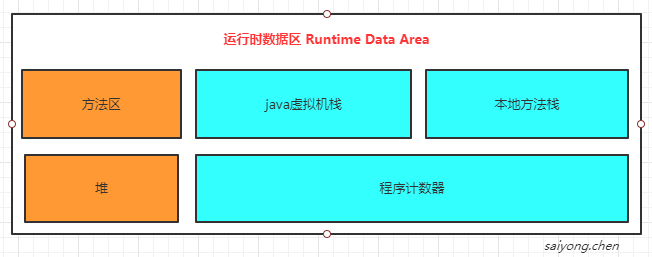 运行时数据区 Runtime Data Area
方法区
java虚拟机栈
本地方法栈
堆
程序计数器
saiyong.chen